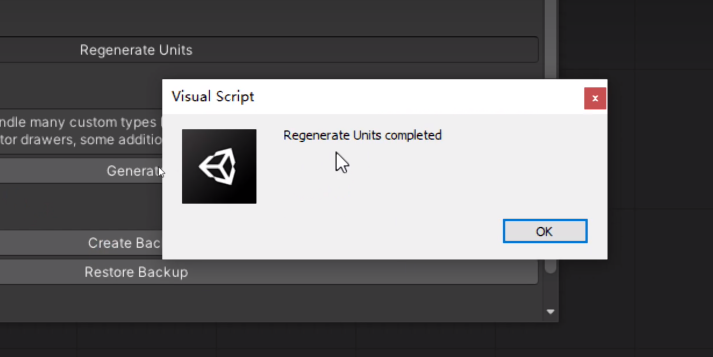 Regenerate Units
Visual Script
x
ndle many custom types
tor drawers, some additio
Regenerate Units completed
Generat
OK
Create Bac
Restore Backup